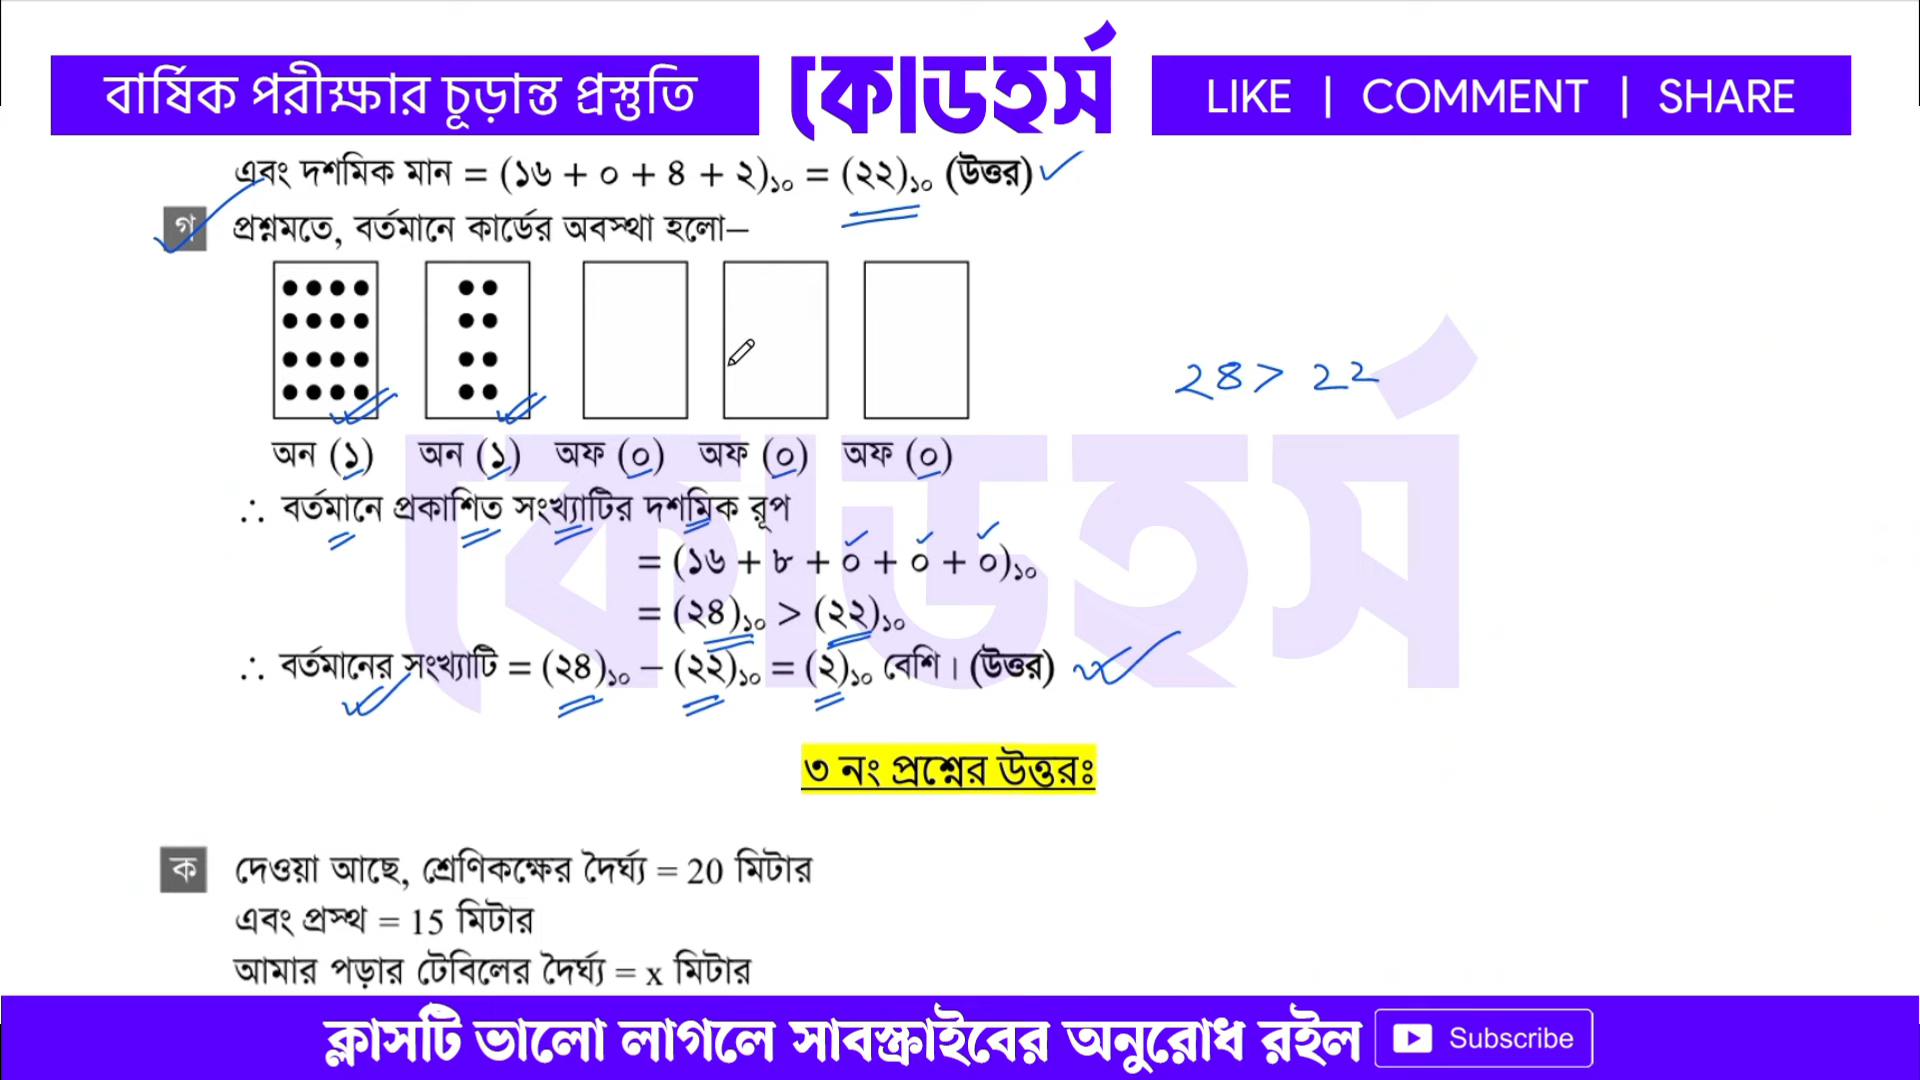 বার্ষিক পরীক্ষার চূড়ান্ত প্রস্তুতি
কোডহর্স
LIKE | COMMENT | SHARE
এবং দশমিক মান = (১৬ + ০ + ৪ + ২)₁₀ = (২২)₁₀ (উত্তর)
গ প্রশ্নমতে, বর্তমানে কার্ডের অবস্থা হলো–
২৪ > ২২
অন (১) অন (১) অফ (০) অফ (০) অফ (০)
∴ বর্তমানে প্রকাশিত সংখ্যাটির দশমিক রূপ
= (১৬ + ৮ + ০ + ০ + ০)₁₀
= (২৪)₁₀ > (২২)₁₀
∴ বর্তমানের সংখ্যাটি = (২৪)₁₀ – (২২)₁₀ = (২)₁₀ বেশি। (উত্তর)
কোডহর্স
৩ নং প্রশ্নের উত্তরঃ
ক দেওয়া আছে, শ্রেণিকক্ষের দৈর্ঘ্য = 20 মিটার
এবং প্রস্থ = 15 মিটার
আমার পড়ার টেবিলের দৈর্ঘ্য = x মিটার
ক্লাসটি ভালো লাগলে সাবস্ক্রাইবের অনুরোধ রইল
Subscribe